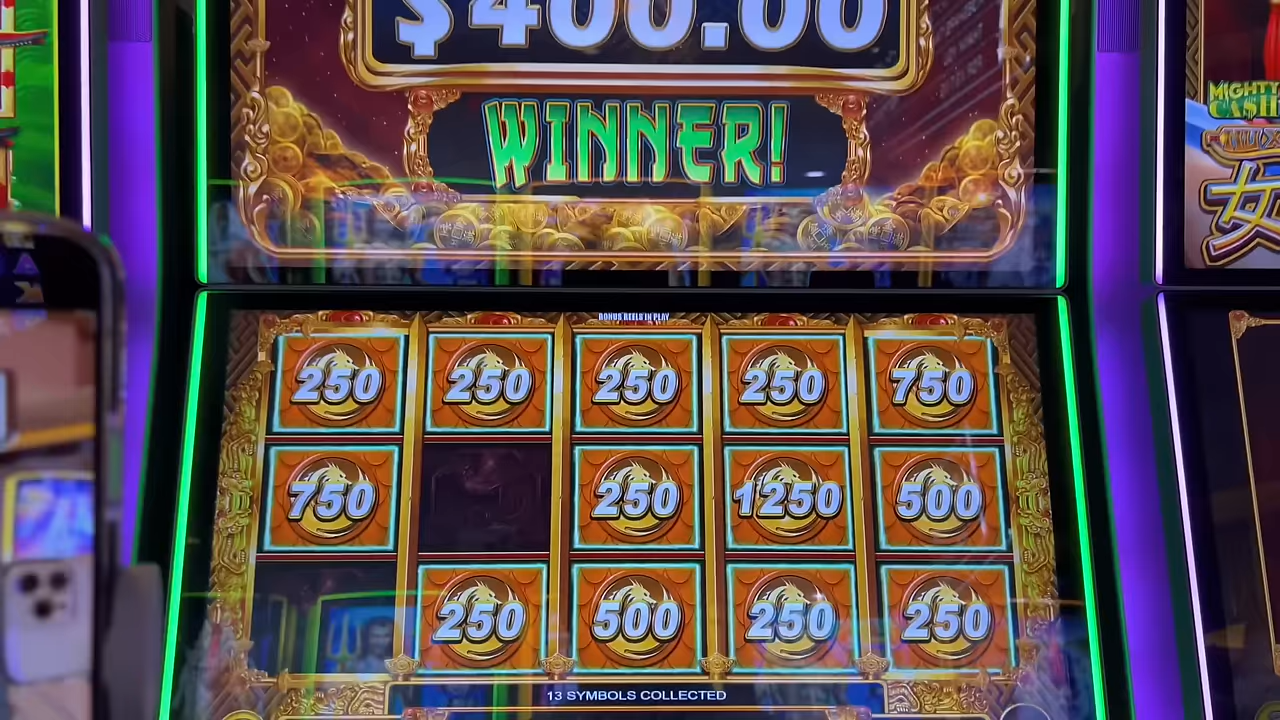 $400.00
WINNER!
MIGHTY
CASH
女
BONUS REELS IN PLAY
250 250 250 250 750
750 250 1250 500
250 500 250 250
13 SYMBOLS COLLECTED